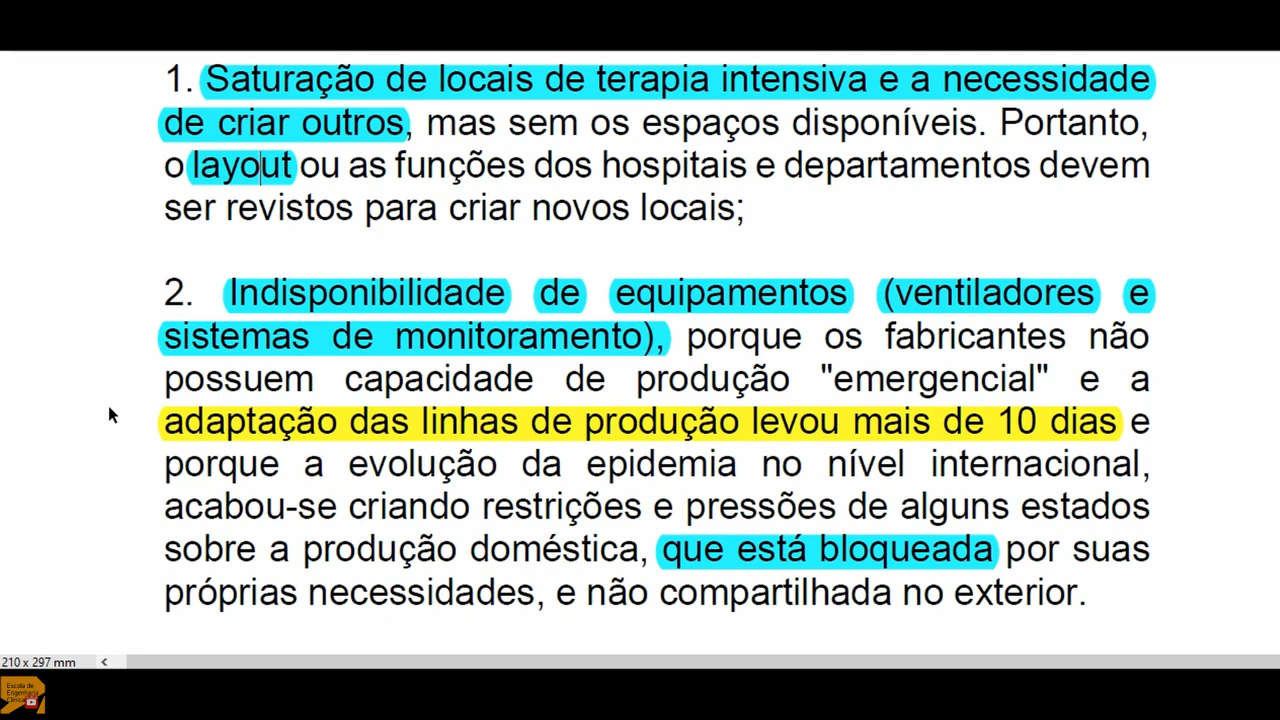 1. Saturação de locais de terapia intensiva e a necessidade
de criar outros, mas sem os espaços disponíveis. Portanto,
o layout ou as funções dos hospitais e departamentos devem
ser revistos para criar novos locais;
2. Indisponibilidade de equipamentos (ventiladores e
sistemas de monitoramento), porque os fabricantes não
possuem capacidade de produção "emergencial" e a
adaptação das linhas de produção levou mais de 10 dias e
porque a evolução da epidemia no nível internacional,
acabou-se criando restrições e pressões de alguns estados
sobre a produção doméstica, que está bloqueada por suas
próprias necessidades, e não compartilhada no exterior.
210 x 297 mm
Escola de
Engenharia
Clínica